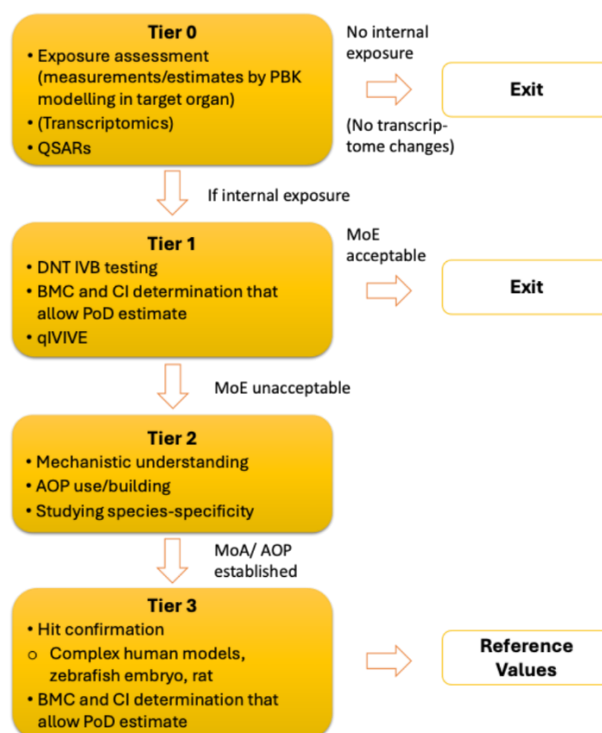 Tier 0
• Exposure assessment
(measurements/estimates by PBK
modelling in target organ)
• (Transcriptomics)
• QSARs
No internal
exposure
(No transcrip-
tome changes)
Exit
If internal exposure
Tier 1
• DNT IVB testing
• BMC and CI determination that
allow PoD estimate
• qIVIVE
MoE
acceptable
Exit
MoE unacceptable
Tier 2
• Mechanistic understanding
• AOP use/building
• Studying species-specificity
MoA/ AOP
established
Tier 3
• Hit confirmation
o Complex human models,
zebrafish embryo, rat
• BMC and CI determination that
allow PoD estimate
Reference
Values